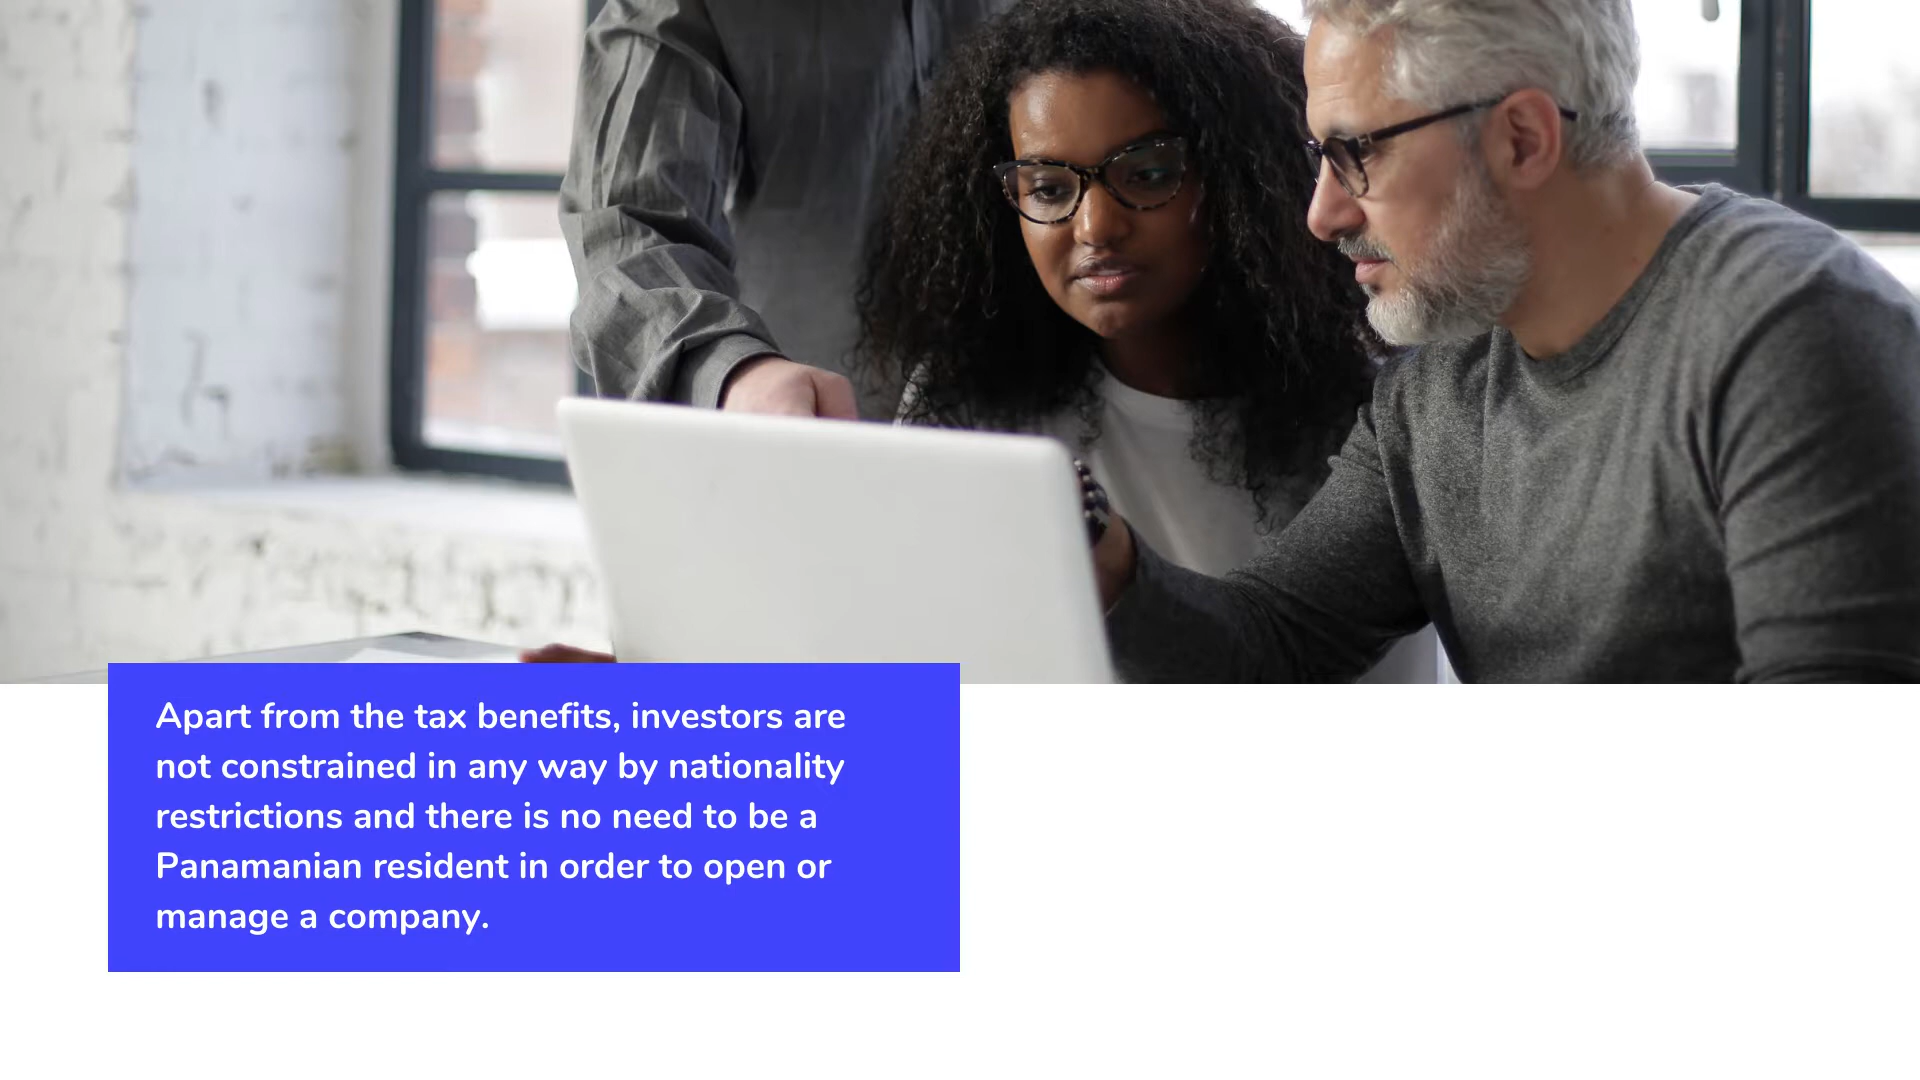 Apart from the tax benefits, investors are
not constrained in any way by nationality
restrictions and there is no need to be a
Panamanian resident in order to open or
manage a company.